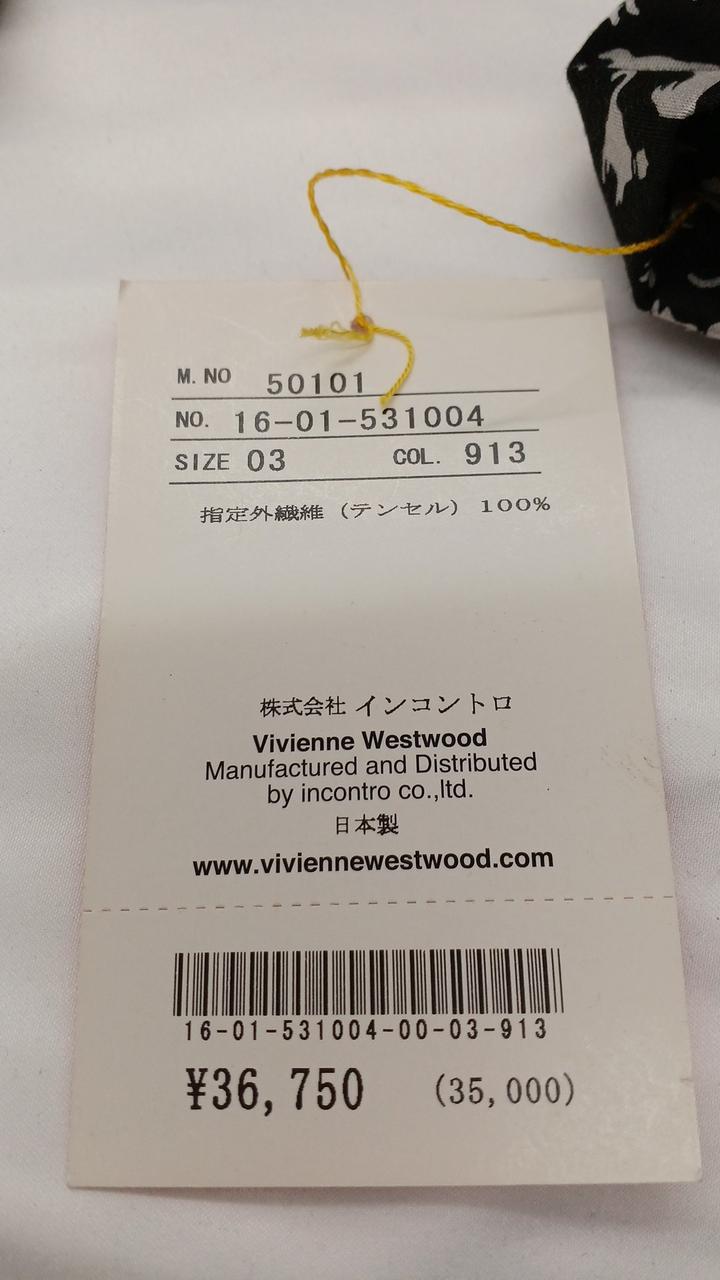 M. NO 50101
NO. 16-01-531004
SIZE 03 COL. 913
指定外繊維 (テンセル) 100%
株式会社 インコントロ
Vivienne Westwood
Manufactured and Distributed
by incontro co.,ltd.
日本製
www.viviennewestwood.com
16-01-531004-00-03-913
¥36,750 (35,000)